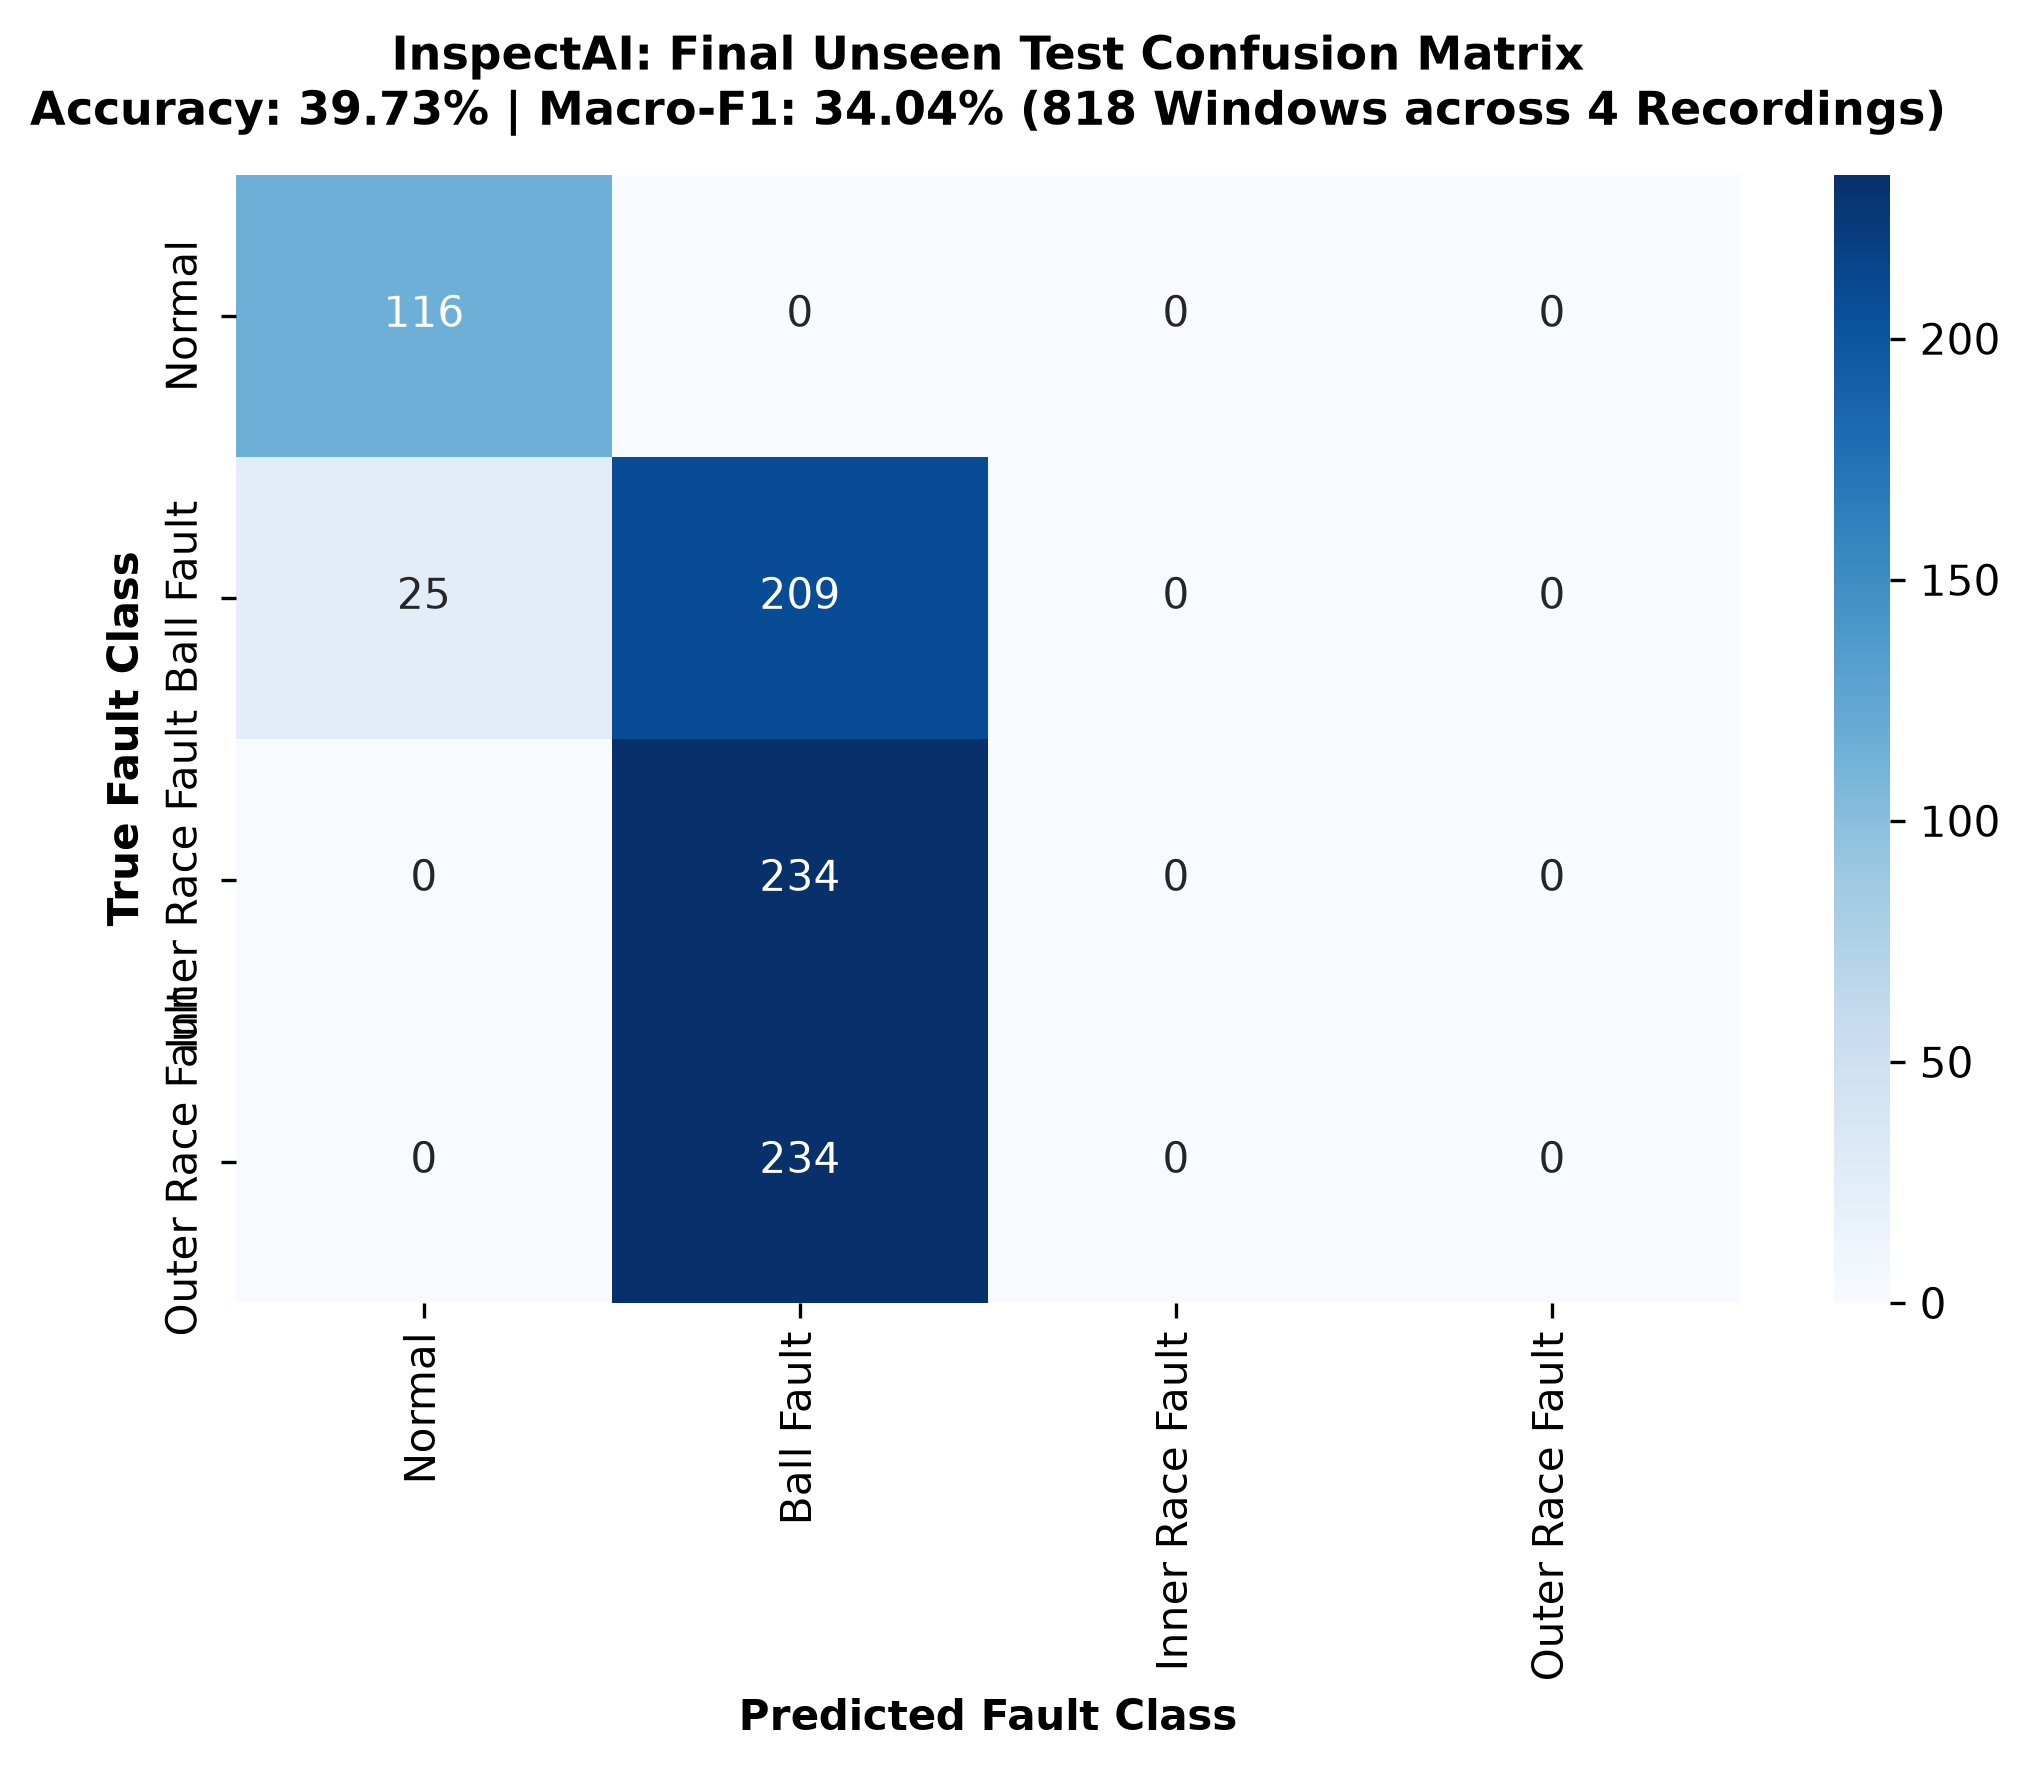 InspectAI: Final Unseen Test Confusion Matrix
Accuracy: 39.73% | Macro-F1: 34.04% (818 Windows across 4 Recordings)
True Fault Class
Normal
116 0 0 0
Ball Fault
25 209 0 0
Inner Race Fault
0 234 0 0
Outer Race Fault
0 234 0 0
200
150
100
50
0
Normal
Ball Fault
Inner Race Fault
Outer Race Fault
Predicted Fault Class